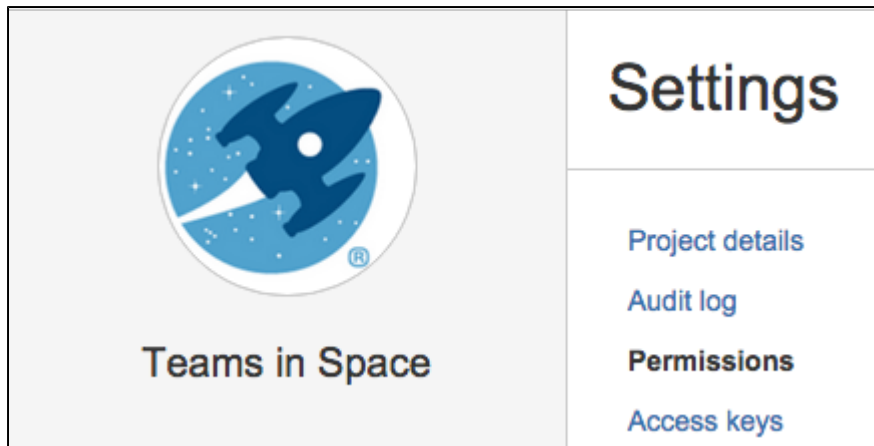 ®
Teams in Space
Settings
Project details
Audit log
Permissions
Access keys